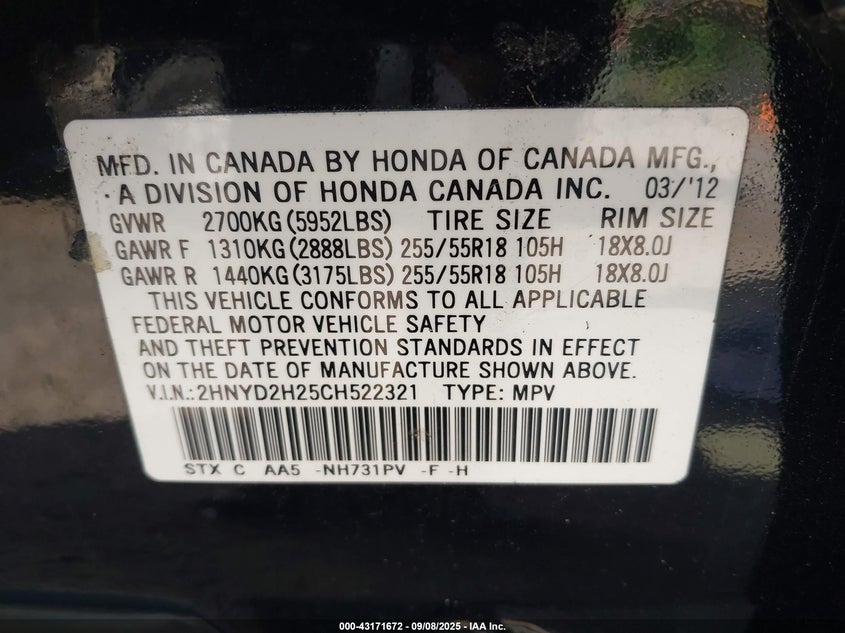 MFD. IN CANADA BY HONDA OF CANADA MFG.,
A DIVISION OF HONDA CANADA INC. 03/'12
GVWR 2700KG (5952LBS) TIRE SIZE RIM SIZE
GAWR F 1310KG (2888LBS) 255/55R18 105H 18X8.0J
GAWR R 1440KG (3175LBS) 255/55R18 105H 18X8.0J
THIS VEHICLE CONFORMS TO ALL APPLICABLE
FEDERAL MOTOR VEHICLE SAFETY
AND THEFT PREVENTION STANDARDS IN EFFECT
ON THE DATE OF MANUFACTURE SHOWN ABOVE.
V.I.N.:2HNYD2H25CH522321 TYPE: MPV
STX C AA5 -NH731PV -F -H
000-43171672 - 09/08/2025 - IAA Inc.